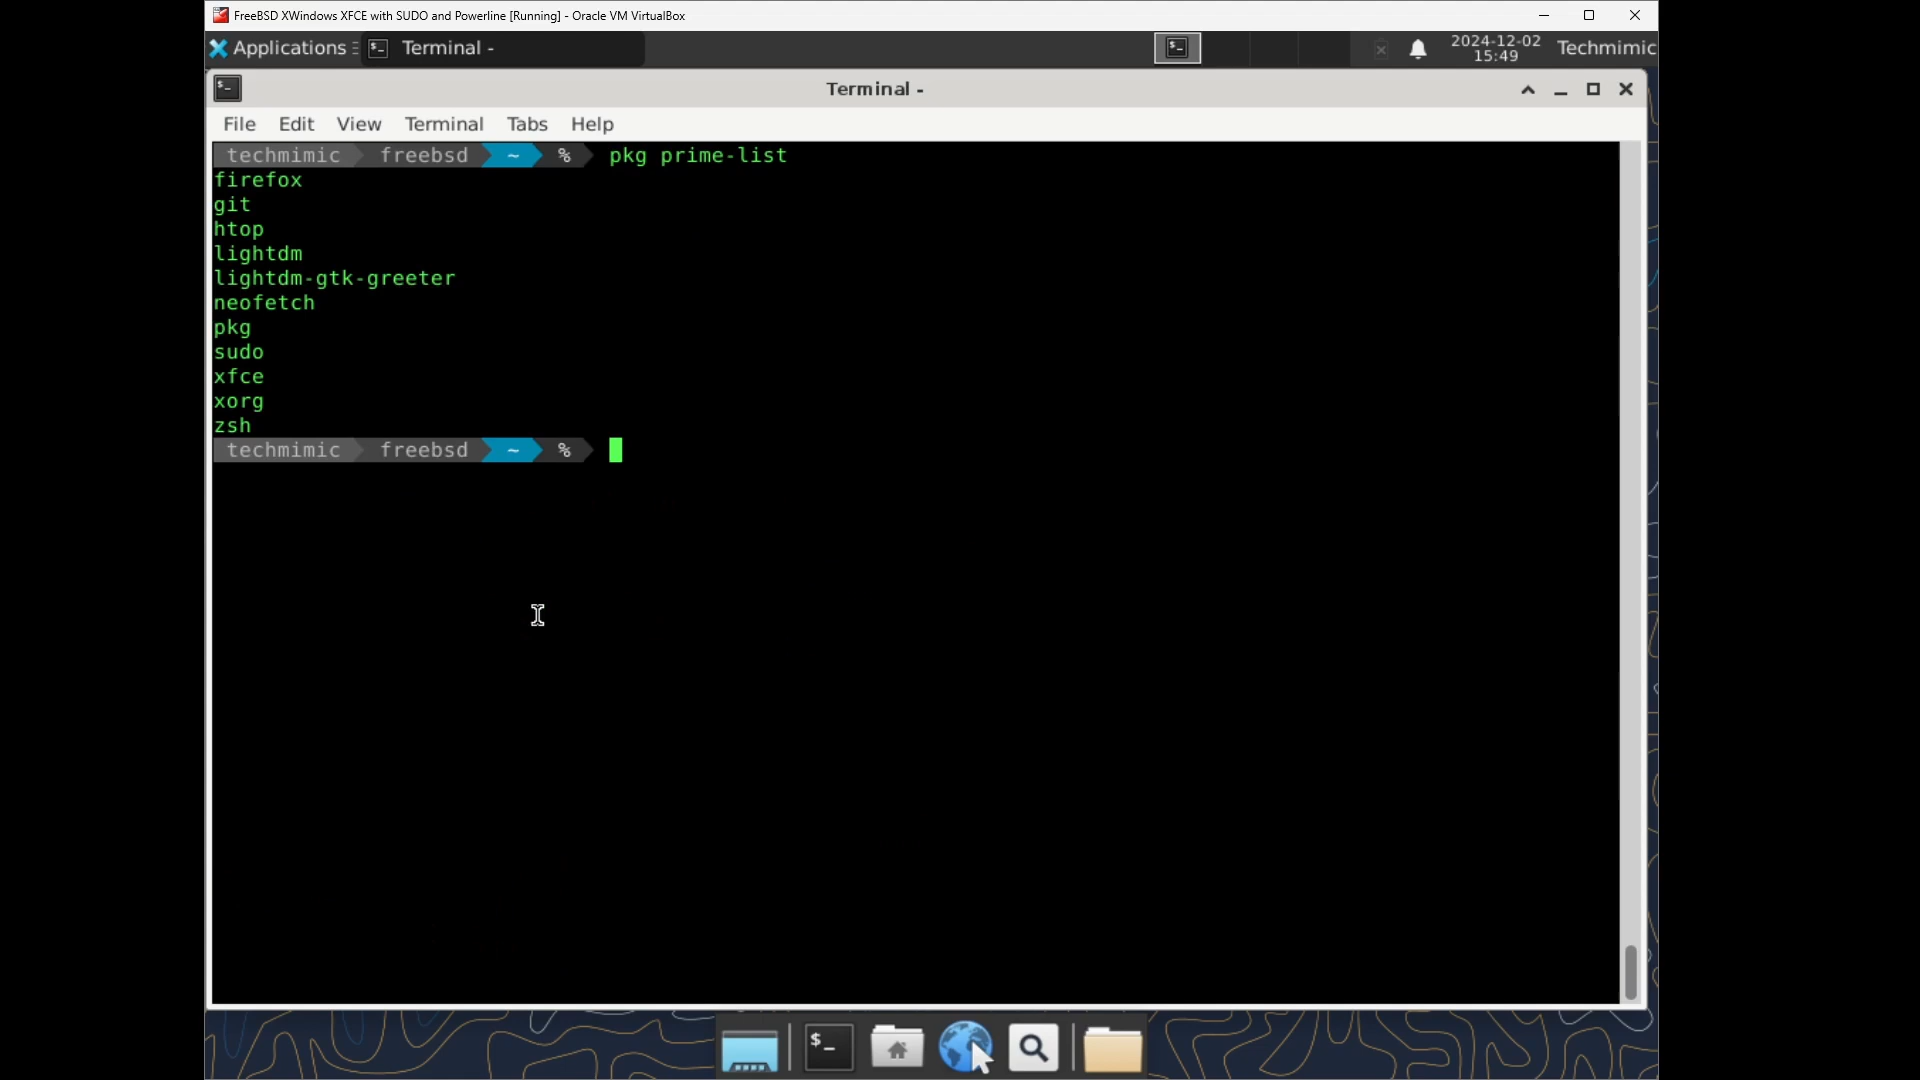 FreeBSD XWindows XFCE with SUDO and Powerline [Running] - Oracle VM VirtualBox
Applications Terminal - 2024-12-02 15:49 Techmimic
Terminal -
File Edit View Terminal Tabs Help
techmimic freebsd ~ % pkg prime-list
firefox
git
htop
lightdm
lightdm-gtk-greeter
neofetch
pkg
sudo
xfce
xorg
zsh
techmimic freebsd ~ %